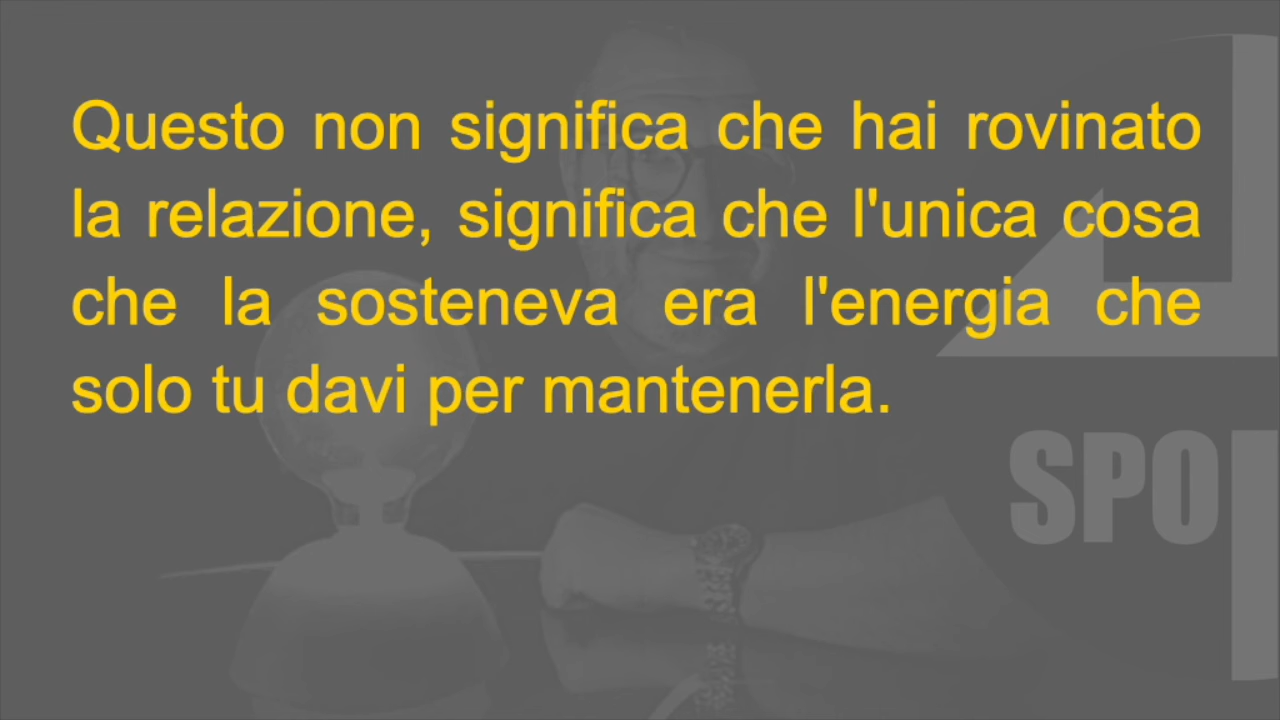 Questo non significa che hai rovinato
la relazione, significa che l'unica cosa
che la sosteneva era l'energia che
solo tu davi per mantenerla.
SPO